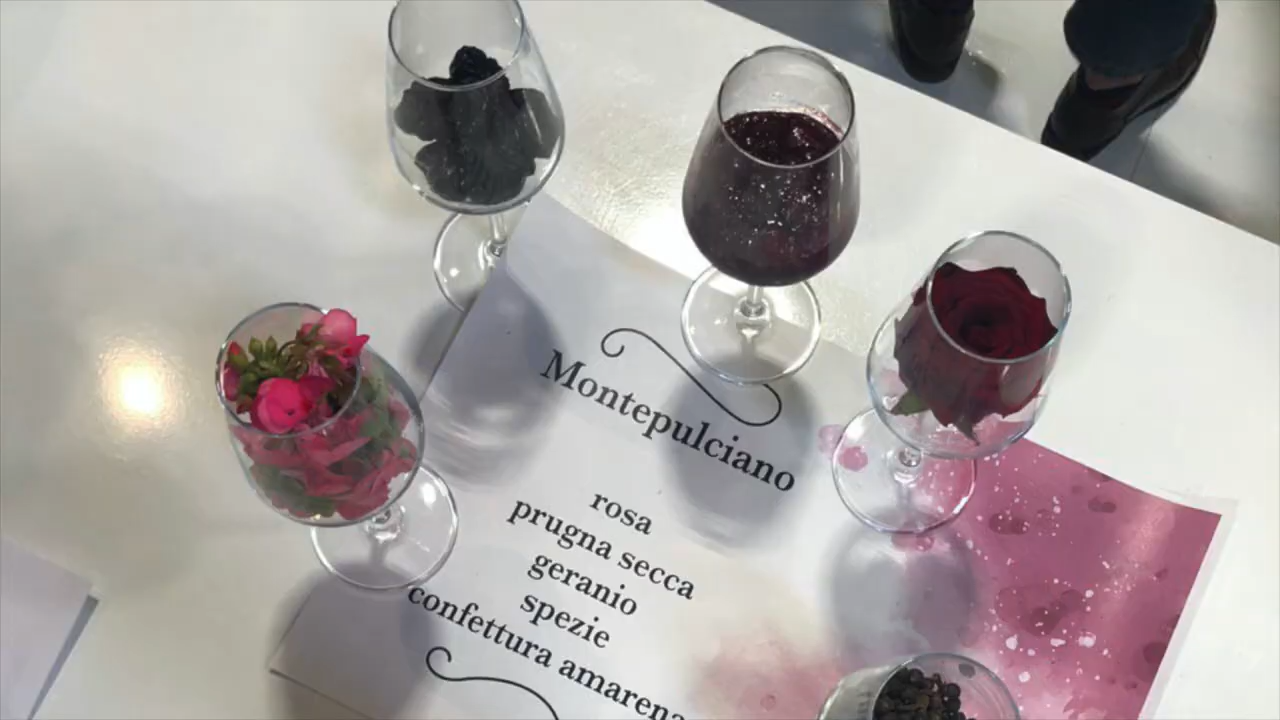 Montepulciano
rosa
prugna secca
geranio
spezie
confettura amarena